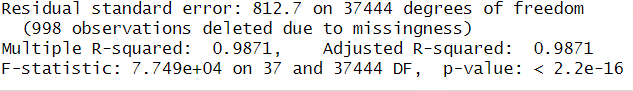 Residual standard error: 812.7 on 37444 degrees of freedom
(998 observations deleted due to missingness)
Multiple R-squared:  0.9871,    Adjusted R-squared:  0.9871
F-statistic: 7.749e+04 on 37 and 37444 DF,  p-value: < 2.2e-16